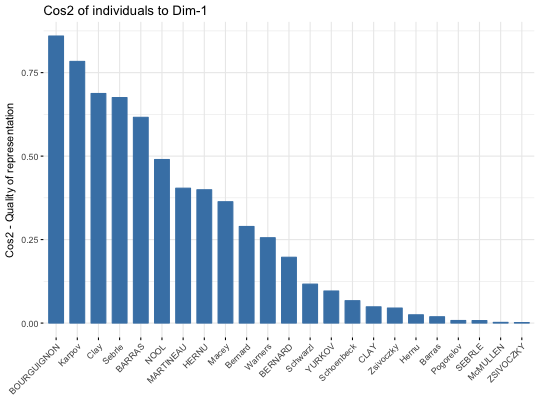 Cos2 of individuals to Dim-1
Cos2 - Quality of representation
0.75
0.50
0.25
0.00
BOURGUIGNON
Karpov
Clay
Sebrle
BARRAS
NOOL
MARTINEAU
HERNU
Macey
Bernard
Warners
BERNARD
Schwarzl
YURKOV
Schoenbeck
CLAY
Zsivoczky
Hernu
Barras
Pogorelov
SEBRLE
McMULLEN
ZSIVOCZKY